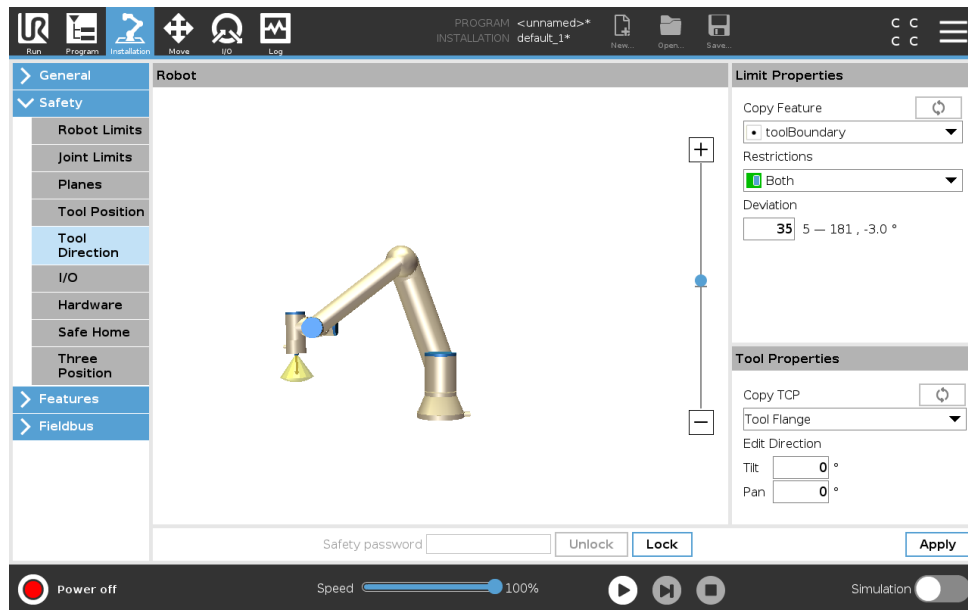 UR
PROGRAM <unnamed>*
INSTALLATION default_1*
Run Program Installation Move I/O Log New... Open... Save...
C C
C C
General
Safety
Robot Limits
Joint Limits
Planes
Tool Position
Tool
Direction
I/O
Hardware
Safe Home
Three
Position
Features
Fieldbus
Robot
+
−
Limit Properties
Copy Feature
toolBoundary
Restrictions
Both
Deviation
35 5 — 181 , -3.0 °
Tool Properties
Copy TCP
Tool Flange
Edit Direction
Tilt 0 °
Pan 0 °
Safety password Unlock Lock Apply
Power off Speed 100% Simulation